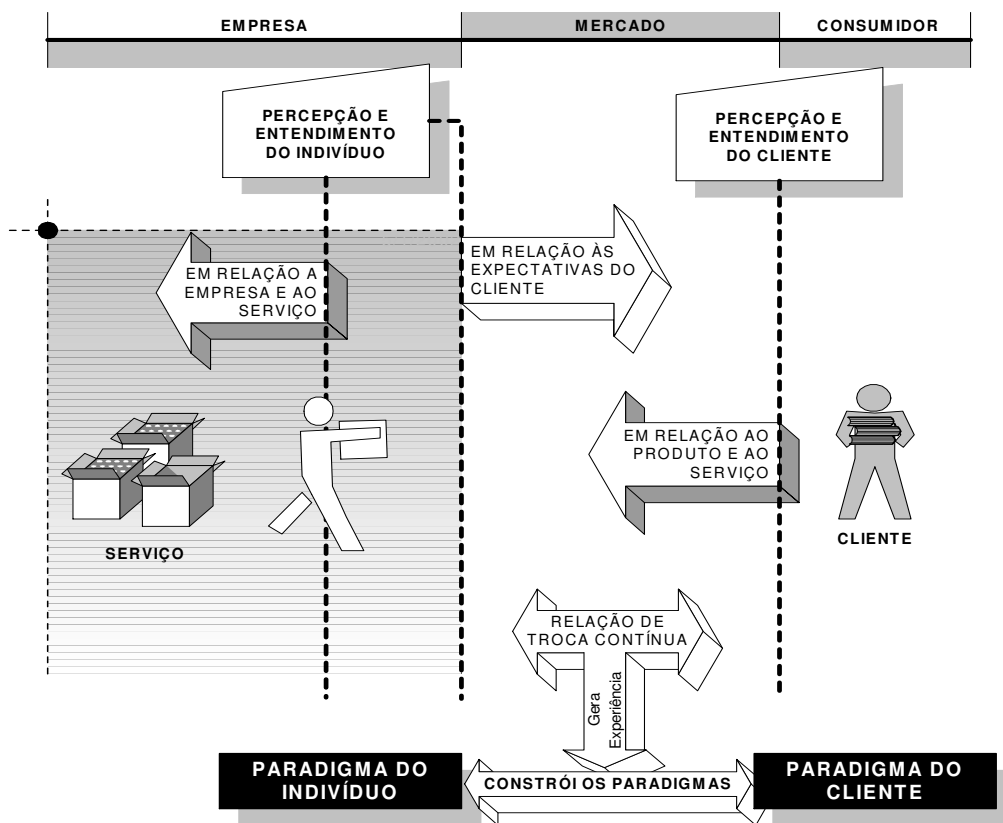 EMPRESA
MERCADO
CONSUMIDOR
PERCEPÇÃO E
ENTENDIMENTO
DO INDIVÍDUO
PERCEPÇÃO E
ENTENDIMENTO
DO CLIENTE
EM RELAÇÃO A
EMPRESA E AO
SERVIÇO
EM RELAÇÃO ÀS
EXPECTATIVAS DO
CLIENTE
EM RELAÇÃO AO
PRODUTO E AO
SERVIÇO
SERVIÇO
CLIENTE
RELAÇÃO DE
TROCA CONTÍNUA
Gera
Experiência
PARADIGMA DO
INDIVÍDUO
CONSTRÓI OS PARADIGMAS
PARADIGMA DO
CLIENTE